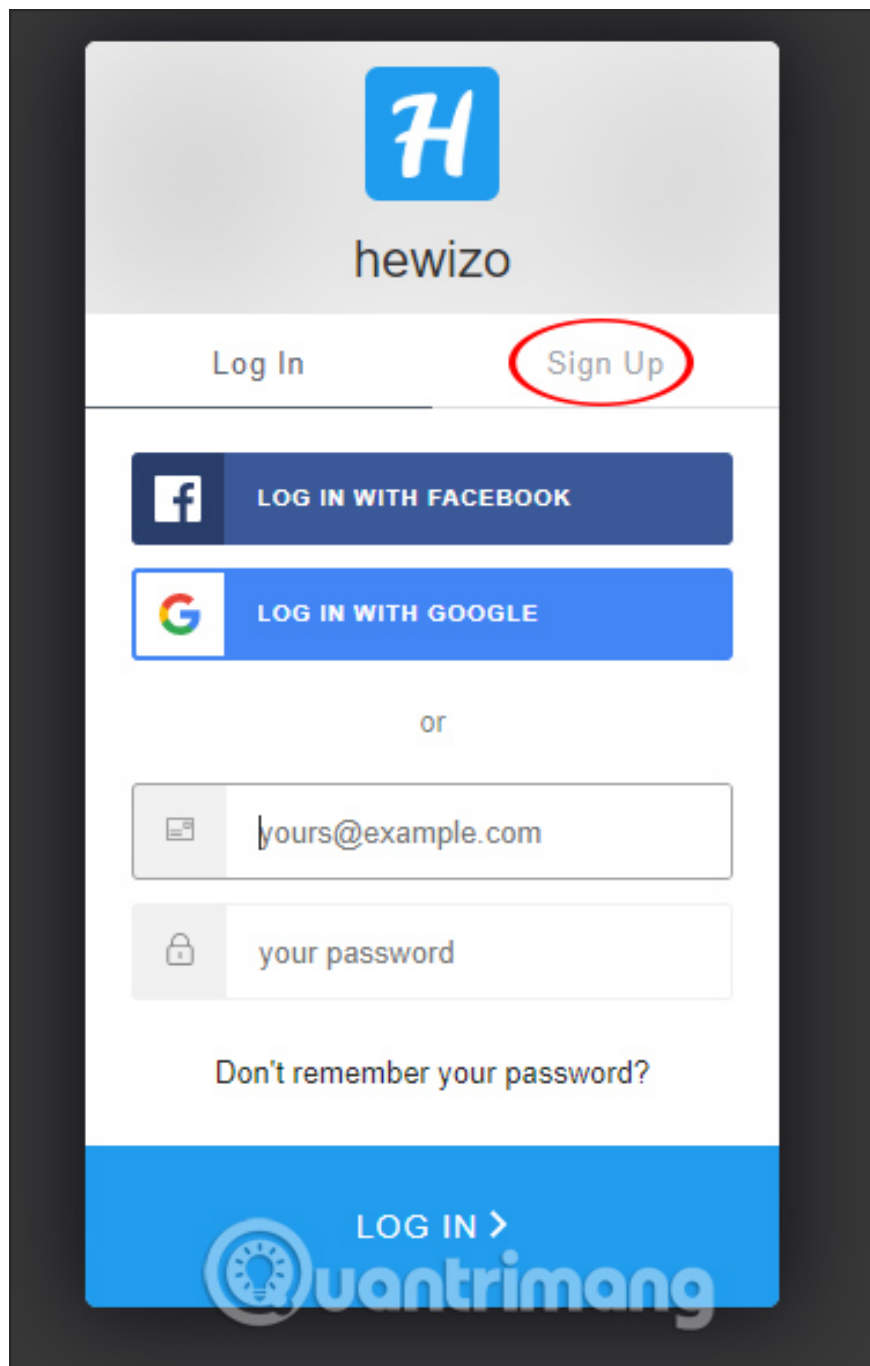 H
hewizo
Log In
Sign Up
f
LOG IN WITH FACEBOOK
G
LOG IN WITH GOOGLE
or
yours@example.com
your password
Don't remember your password?
LOG IN >
Quantrimang